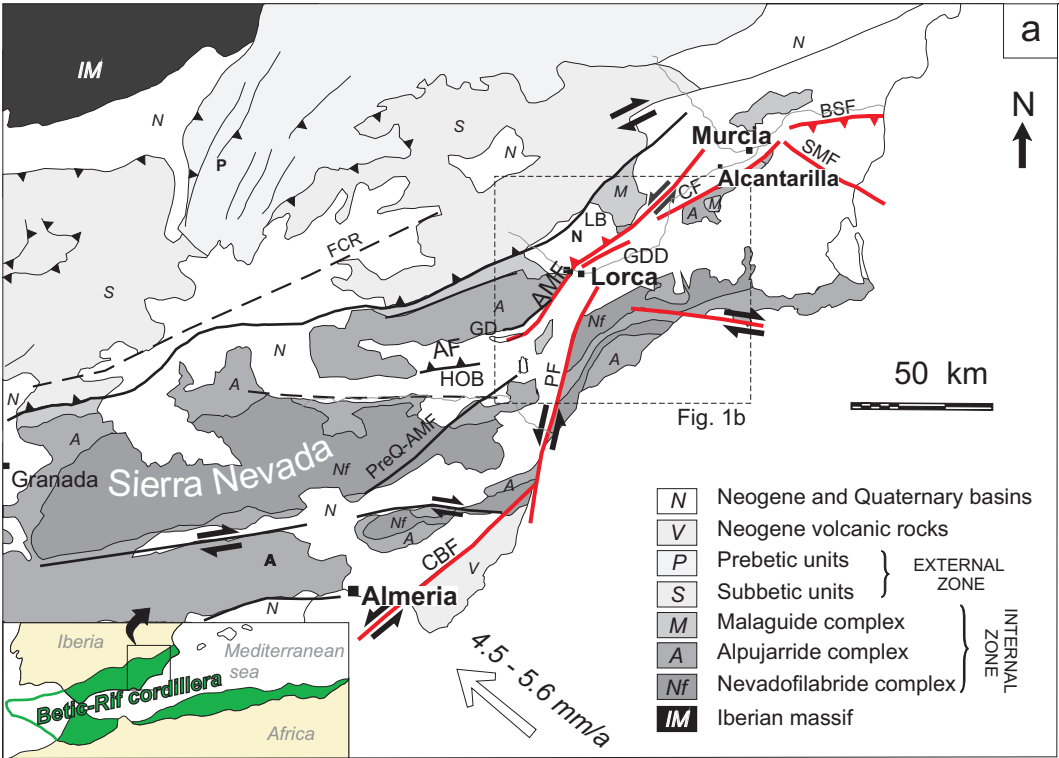 a
IM
N
N
N
BSF
Murcia
SMF
S
N
P
Alcantarilla
CF
M
A
M
A
LB
N
FCR
GDD
Lorca
AMF
S
A
GD
Nf
N
AF
A
PF
HOB
50 km
A
N
Fig. 1b
A
PreQ-AMF
Sierra Nevada
Nf
Granada
N
A
Nf
A
A
CBF
V
Almeria
N
N Neogene and Quaternary basins
V Neogene volcanic rocks
P Prebetic units
S Subbetic units
EXTERNAL
ZONE
M Malaguide complex
A Alpujarride complex
Nf Nevadofilabride complex
INTERNAL
ZONE
IM Iberian massif
4.5 - 5.6 mm/a
Iberia
Mediterranean
sea
Betic-Rif cordillera
Africa